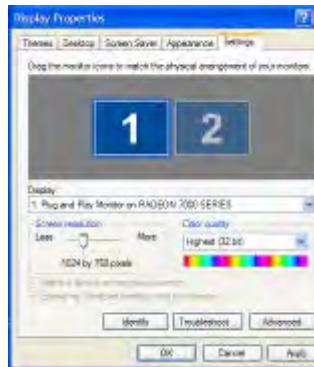 Display Properties
?
Themes Desktop Screen Saver Appearance Settings
Drag the monitor icons to match the physical arrangement of your monitors.
1 2
Display:
1. Plug and Play Monitor on RADEON 7000 SERIES
Screen resolution
Less More
1024 by 768 pixels
Color quality
Highest (32 bit)
Identify Troubleshoot... Advanced
OK Cancel Apply